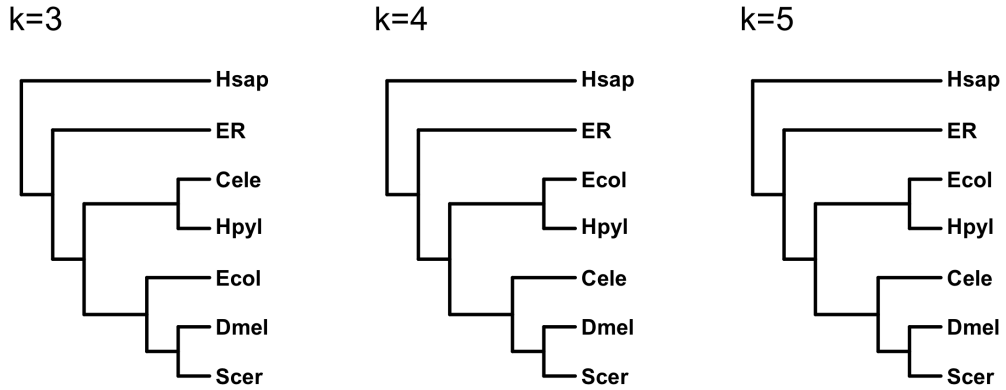 k=3
Hsap
ER
Cele
Hpyl
Ecol
Dmel
Scer
k=4
Hsap
ER
Ecol
Hpyl
Cele
Dmel
Scer
k=5
Hsap
ER
Ecol
Hpyl
Cele
Dmel
Scer